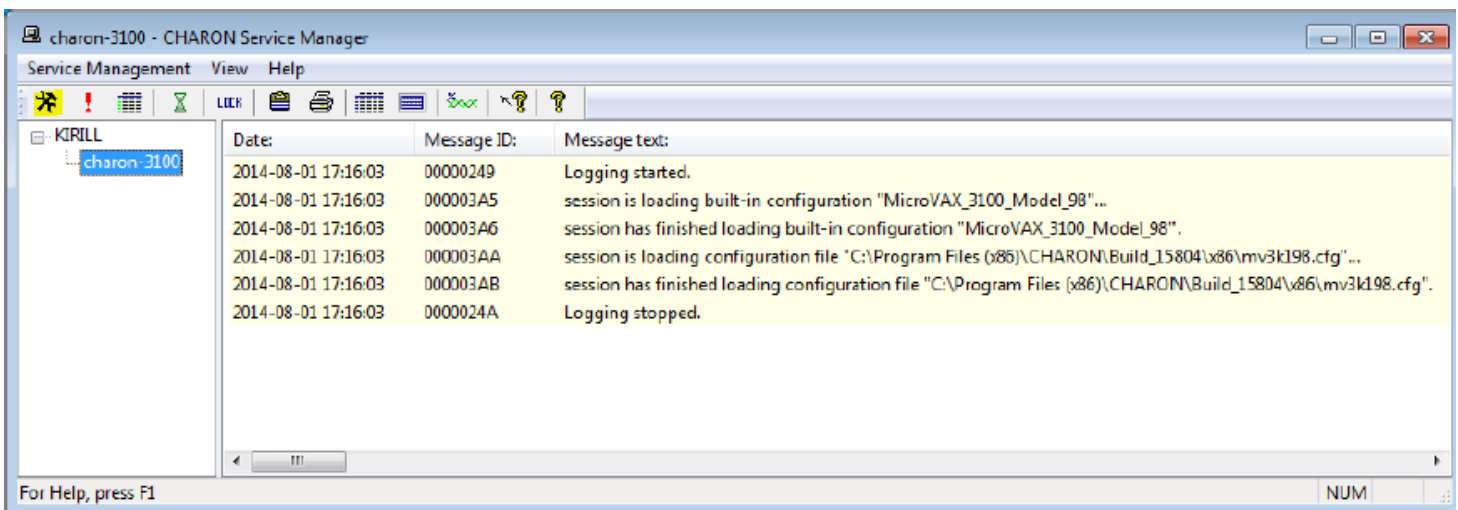 charon-3100 - CHARON Service Manager
Service Management View Help
LOCK
KIRILL
charon-3100
Date: Message ID: Message text:
2014-08-01 17:16:03 00000249 Logging started.
2014-08-01 17:16:03 000003A5 session is loading built-in configuration "MicroVAX_3100_Model_98"...
2014-08-01 17:16:03 000003A6 session has finished loading built-in configuration "MicroVAX_3100_Model_98".
2014-08-01 17:16:03 000003AA session is loading configuration file "C:\Program Files (x86)\CHARON\Build_15804\x86\mv3k198.cfg"...
2014-08-01 17:16:03 000003AB session has finished loading configuration file "C:\Program Files (x86)\CHARON\Build_15804\x86\mv3k198.cfg".
2014-08-01 17:16:03 0000024A Logging stopped.
For Help, press F1 NUM